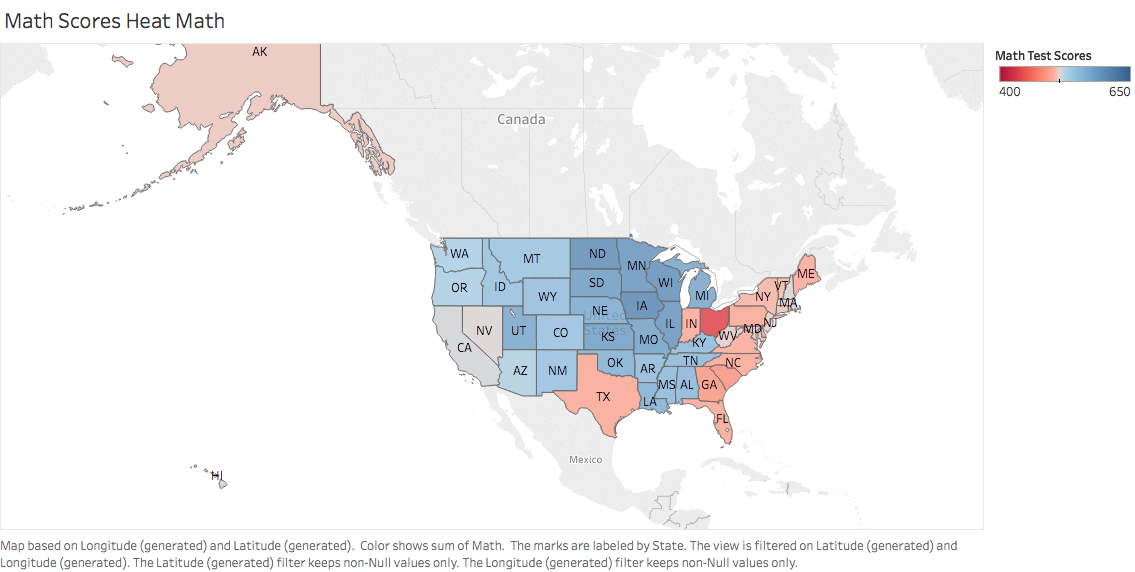 Math Scores Heat Math
AK
Math Test Scores
400 650
Canada
WA
MT
ND
MN
OR
ID
WY
SD
WI
MI
ME
VT
NY
MA
NE
IA
United
States
NV
UT
CO
KS
MO
IL
IN
NJ
MD
WV
KY
CA
AZ
NM
OK
AR
TN
NC
TX
LA
MS
AL
GA
FL
Mexico
HI
Map based on Longitude (generated) and Latitude (generated).  Color shows sum of Math.  The marks are labeled by State. The view is filtered on Latitude (generated) and
Longitude (generated). The Latitude (generated) filter keeps non-Null values only. The Longitude (generated) filter keeps non-Null values only.